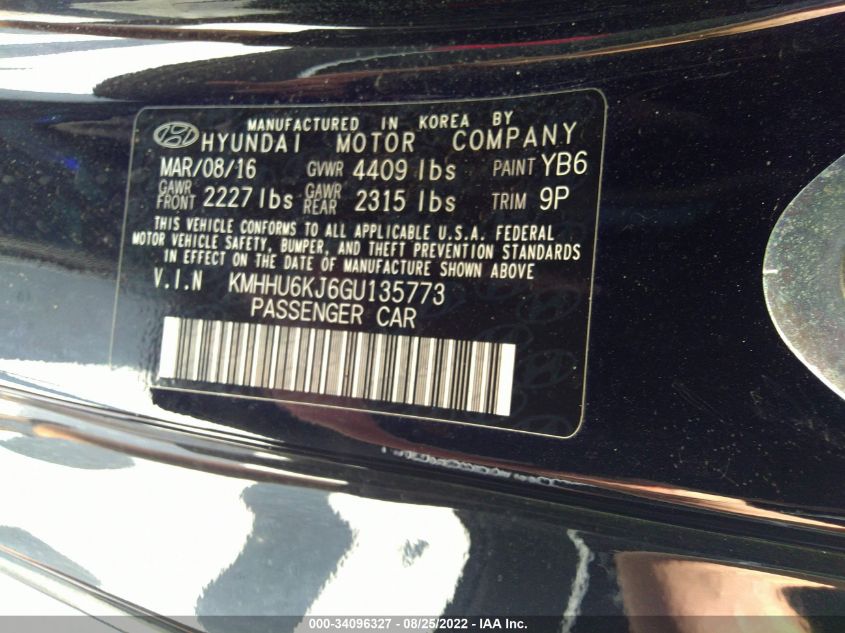 MANUFACTURED IN KOREA BY
HYUNDAI MOTOR COMPANY
MAR/08/16 GVWR 4409 lbs PAINT YB6
GAWR FRONT 2227 lbs GAWR REAR 2315 lbs TRIM 9P
THIS VEHICLE CONFORMS TO ALL APPLICABLE U.S.A. FEDERAL
MOTOR VEHICLE SAFETY, BUMPER, AND THEFT PREVENTION STANDARDS
IN EFFECT ON THE DATE OF MANUFACTURE SHOWN ABOVE
V.I.N KMHHU6KJ6GU135773
PASSENGER CAR
000-34096327 - 08/25/2022 - IAA Inc.